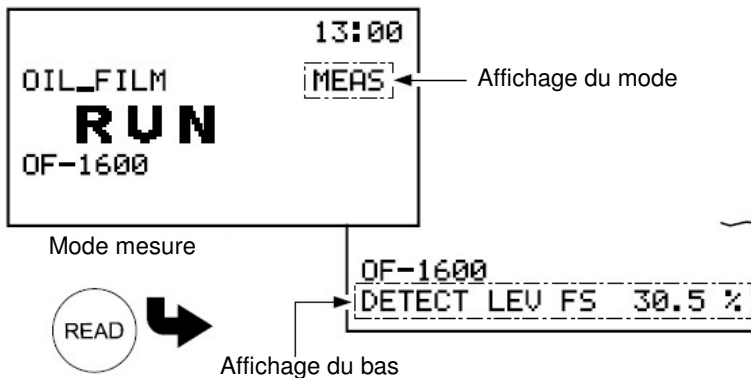 13:00
OIL_FILM MEAS
Affichage du mode
RUN
OF-1600
Mode mesure
OF-1600
DETECT LEV FS 30.5 %
READ
Affichage du bas